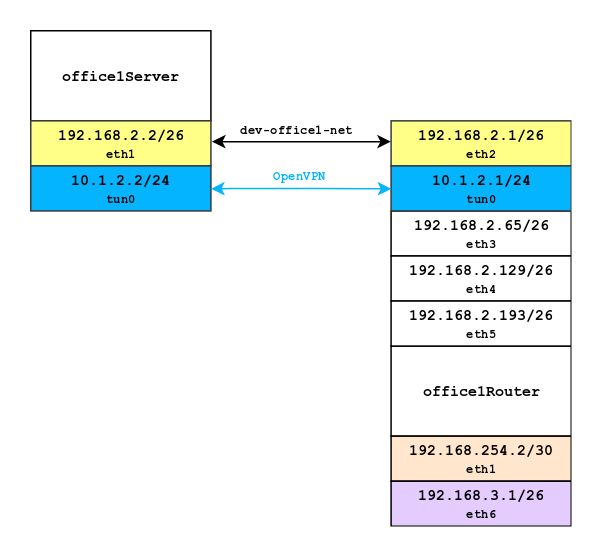 office1Server
192.168.2.2/26
eth1
10.1.2.2/24
tun0
dev-office1-net
OpenVPN
192.168.2.1/26
eth2
10.1.2.1/24
tun0
192.168.2.65/26
eth3
192.168.2.129/26
eth4
192.168.2.193/26
eth5
office1Router
192.168.254.2/30
eth1
192.168.3.1/26
eth6